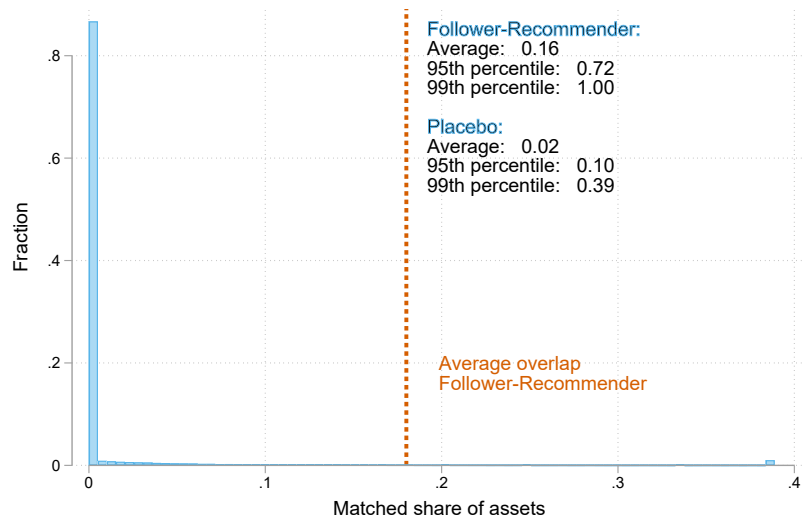 Follower-Recommender:
Average: 0.16
95th percentile: 0.72
99th percentile: 1.00
Placebo:
Average: 0.02
95th percentile: 0.10
99th percentile: 0.39
Average overlap
Follower-Recommender
Fraction
.8
.6
.4
.2
0
0
.1
.2
.3
.4
Matched share of assets